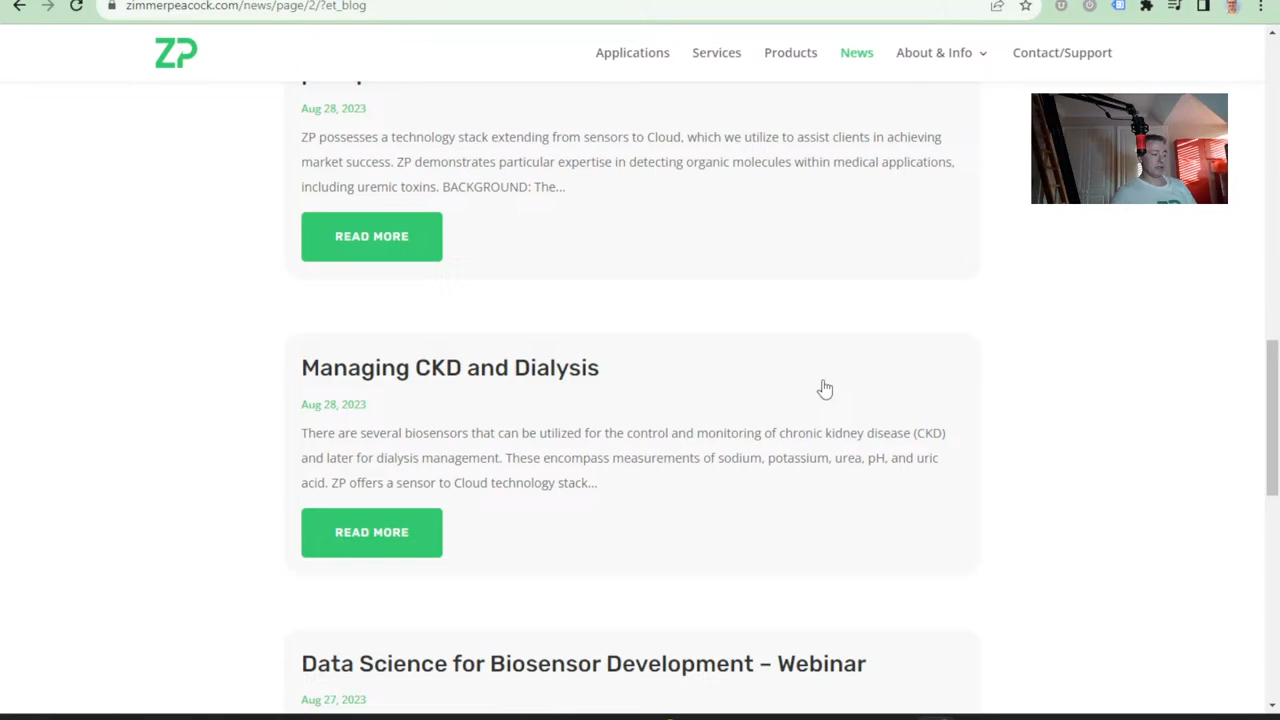 zimmerpeacock.com/news/page/2/?et_blog
ZP
Applications
Services
Products
News
About & Info
Contact/Support
Aug 28, 2023
ZP possesses a technology stack extending from sensors to Cloud, which we utilize to assist clients in achieving
market success. ZP demonstrates particular expertise in detecting organic molecules within medical applications,
including uremic toxins. BACKGROUND: The...
READ MORE
Managing CKD and Dialysis
Aug 28, 2023
There are several biosensors that can be utilized for the control and monitoring of chronic kidney disease (CKD)
and later for dialysis management. These encompass measurements of sodium, potassium, urea, pH, and uric
acid. ZP offers a sensor to Cloud technology stack...
READ MORE
Data Science for Biosensor Development – Webinar
Aug 27, 2023